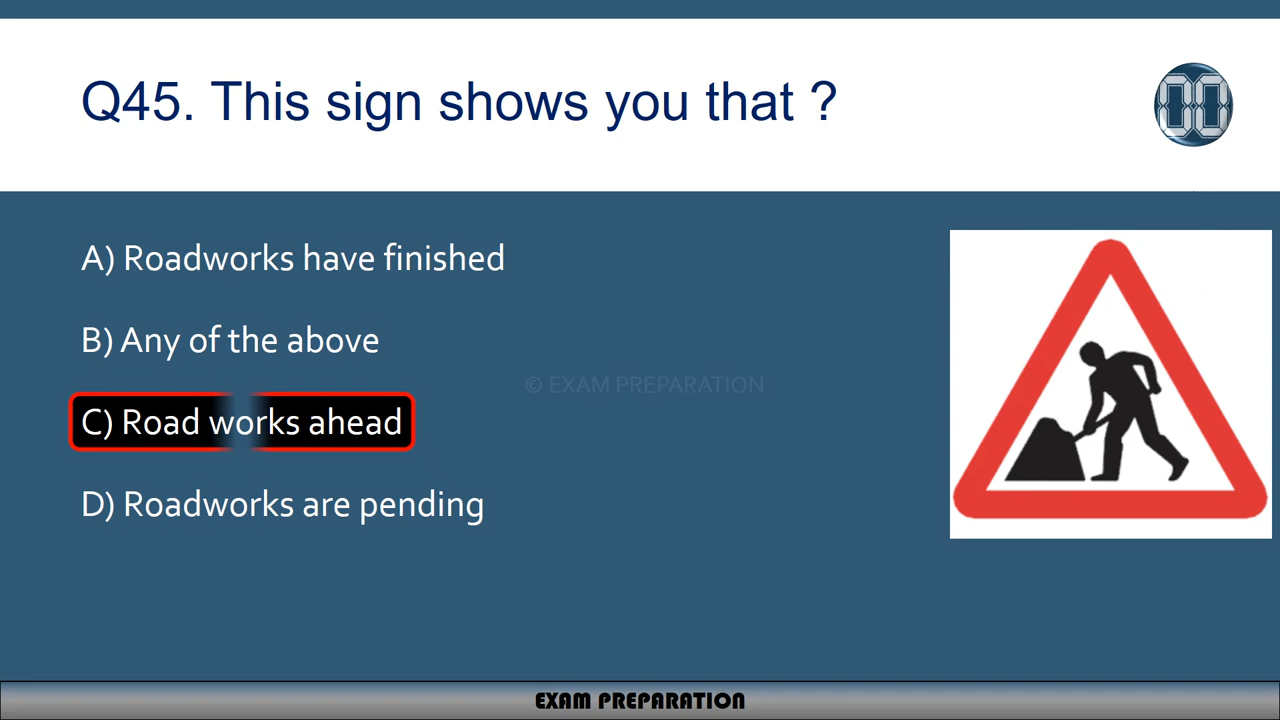 Q45. This sign shows you that ?
00
A) Roadworks have finished
B) Any of the above
© EXAM PREPARATION
C) Road works ahead
D) Roadworks are pending
EXAM PREPARATION